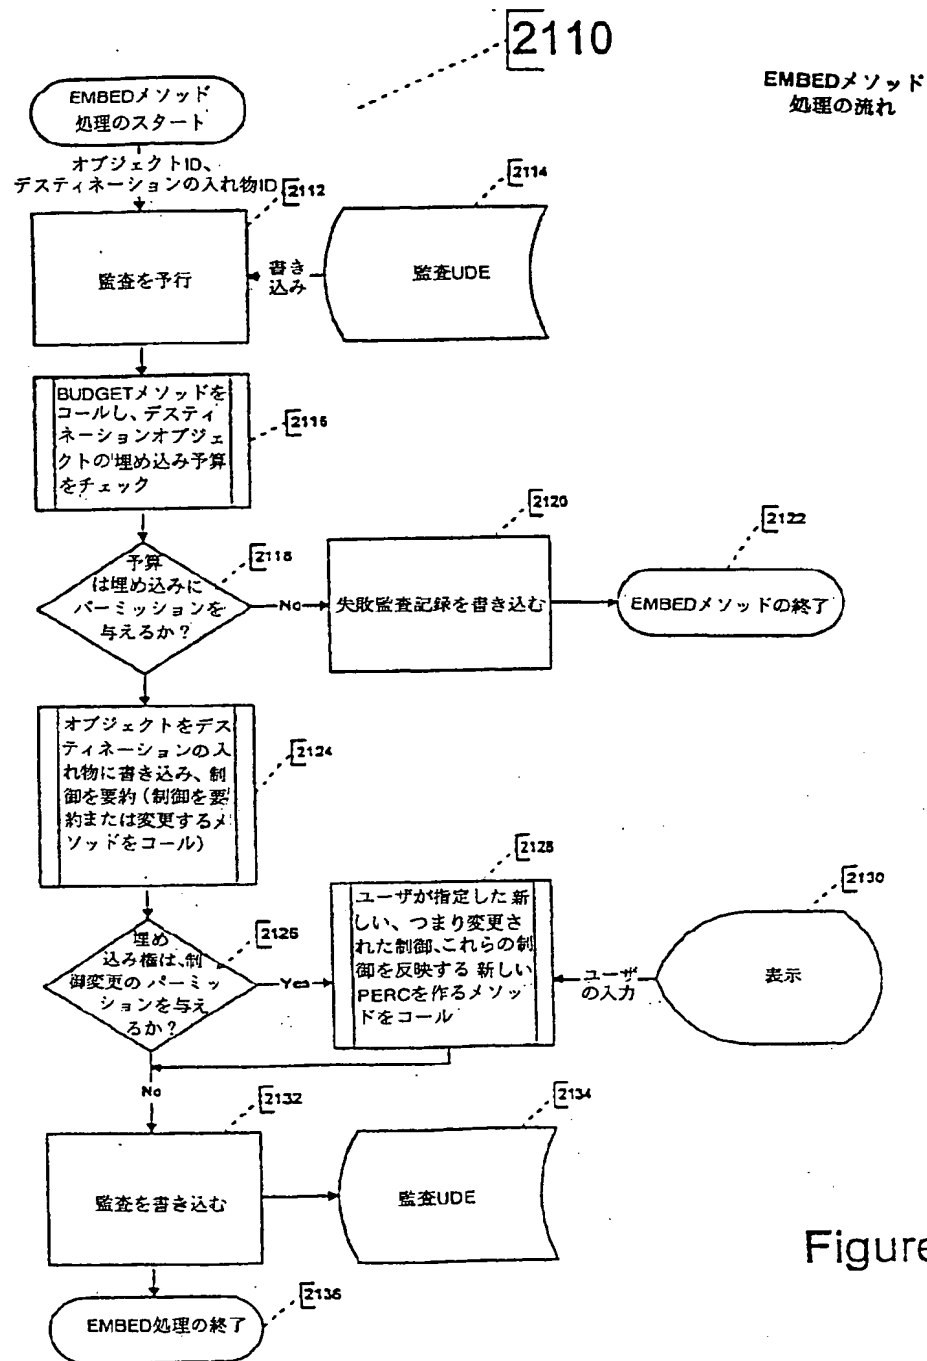 2110
EMBEDメソッド
処理の流れ
EMBEDメソッド
処理のスタート
オブジェクトID、
デスティネーションの入れ物ID
2112
2114
監査を予行
書き
込み
監査UDE
BUDGETメソッドを
コールし、デスティ
ネーションオブジェ
クトの埋め込み予算
をチェック
2116
2120
2122
予算
は埋め込みに
パーミッションを
与えるか?
2118
No
失敗監査記録を書き込む
EMBEDメソッドの終了
オブジェクトをデス
ティネーションの入
れ物に書き込み、制
御を要約(制御を要
約または変更するメ
ソッドをコール)
2124
2128
2130
埋め
込み権は、制
御変更のパーミッ
ションを与え
るか?
2126
Yes
ユーザが指定した新
しい、つまり変更さ
れた制御、これらの制
御を反映する 新しい
PERCを作るメソッド
をコール
ユーザ
の入力
表示
No
2132
2134
監査を書き込む
監査UDE
Figure
2136
EMBED処理の終了